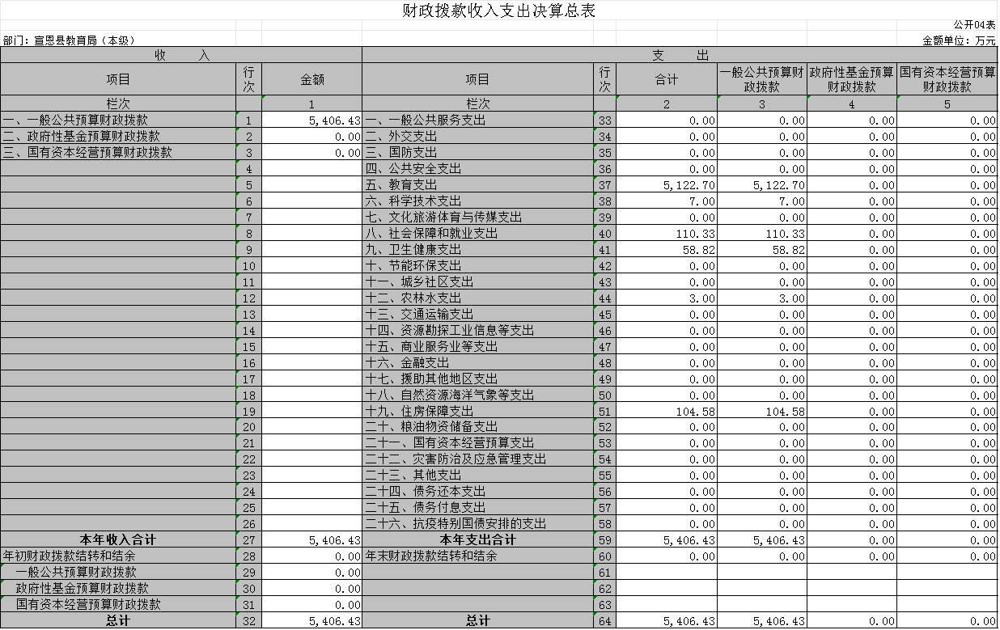 财政拨款收入支出决算总表
公开04表
部门：宣恩县教育局（本级） 金额单位：万元
收 入 支 出
项目 行次 金额 项目 行次 合计 一般公共预算财政拨款 政府性基金预算财政拨款 国有资本经营预算财政拨款
栏次 1 栏次 2 3 4 5
一、一般公共预算财政拨款 1 5,406.43 一、一般公共服务支出 33 0.00 0.00 0.00 0.00
二、政府性基金预算财政拨款 2 0.00 二、外交支出 34 0.00 0.00 0.00 0.00
三、国有资本经营预算财政拨款 3 0.00 三、国防支出 35 0.00 0.00 0.00 0.00
4 四、公共安全支出 36 0.00 0.00 0.00 0.00
5 五、教育支出 37 5,122.70 5,122.70 0.00 0.00
6 六、科学技术支出 38 7.00 7.00 0.00 0.00
7 七、文化旅游体育与传媒支出 39 0.00 0.00 0.00 0.00
8 八、社会保障和就业支出 40 110.33 110.33 0.00 0.00
9 九、卫生健康支出 41 58.82 58.82 0.00 0.00
10 十、节能环保支出 42 0.00 0.00 0.00 0.00
11 十一、城乡社区支出 43 0.00 0.00 0.00 0.00
12 十二、农林水支出 44 3.00 3.00 0.00 0.00
13 十三、交通运输支出 45 0.00 0.00 0.00 0.00
14 十四、资源勘探工业信息等支出 46 0.00 0.00 0.00 0.00
15 十五、商业服务业等支出 47 0.00 0.00 0.00 0.00
16 十六、金融支出 48 0.00 0.00 0.00 0.00
17 十七、援助其他地区支出 49 0.00 0.00 0.00 0.00
18 十八、自然资源海洋气象等支出 50 0.00 0.00 0.00 0.00
19 十九、住房保障支出 51 104.58 104.58 0.00 0.00
20 二十、粮油物资储备支出 52 0.00 0.00 0.00 0.00
21 二十一、国有资本经营预算支出 53 0.00 0.00 0.00 0.00
22 二十二、灾害防治及应急管理支出 54 0.00 0.00 0.00 0.00
23 二十三、其他支出 55 0.00 0.00 0.00 0.00
24 二十四、债务还本支出 56 0.00 0.00 0.00 0.00
25 二十五、债务付息支出 57 0.00 0.00 0.00 0.00
26 二十六、抗疫特别国债安排的支出 58 0.00 0.00 0.00 0.00
本年收入合计 27 5,406.43 本年支出合计 59 5,406.43 5,406.43 0.00 0.00
年初财政拨款结转和结余 28 0.00 年末财政拨款结转和结余 60 0.00 0.00 0.00 0.00
一般公共预算财政拨款 29 0.00 61
政府性基金预算财政拨款 30 0.00 62
国有资本经营预算财政拨款 31 0.00 63
总计 32 5,406.43 总计 64 5,406.43 5,406.43 0.00 0.00